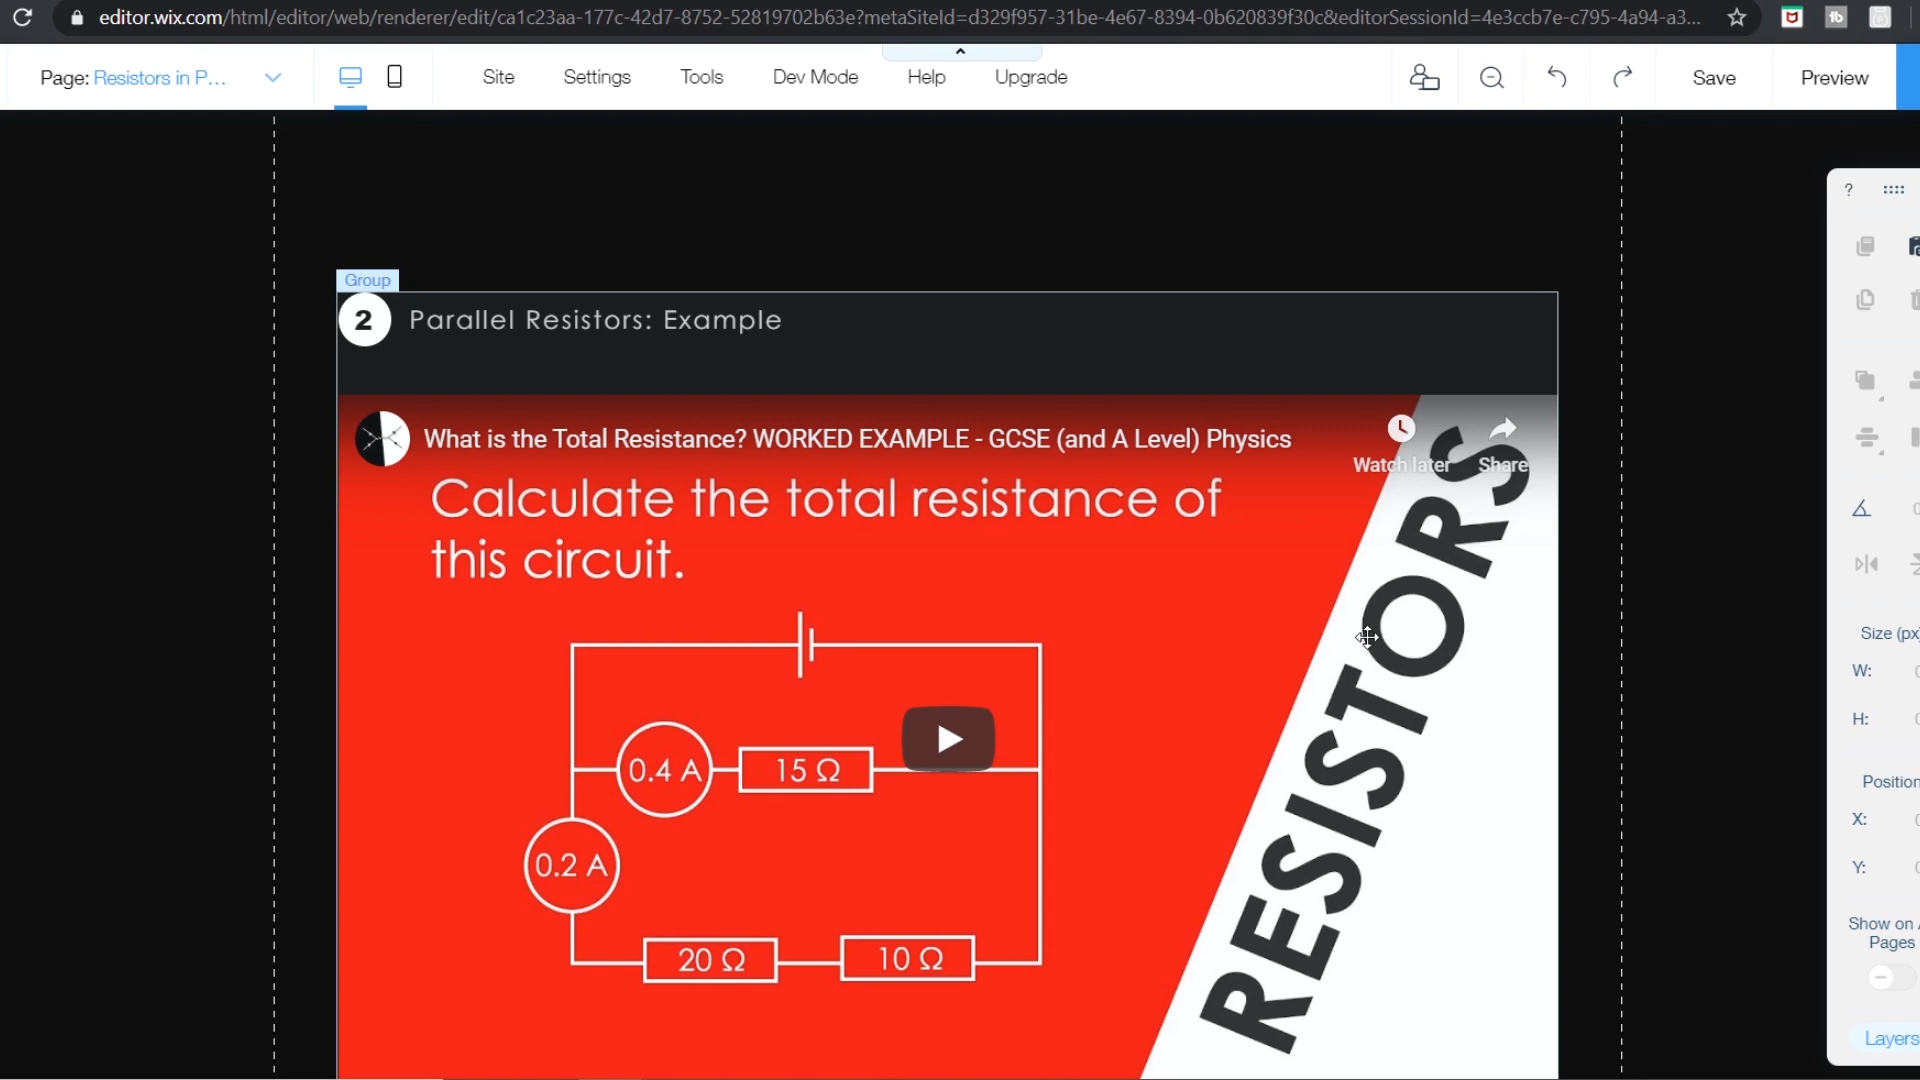 editor.wix.com/html/editor/web/renderer/edit/ca1c23aa-177c-42d7-8752-52819702b63e?metaSiteId=d329f957-31be-4e67-8394-0b620839f30c&editorSessionId=4e3ccb7e-c795-4a94-a3...
Page: Resistors in P...
Site
Settings
Tools
Dev Mode
Help
Upgrade
Save
Preview
?
Group
2 Parallel Resistors: Example
What is the Total Resistance? WORKED EXAMPLE - GCSE (and A Level) Physics
Watch later
Share
Calculate the total resistance of
this circuit.
RESISTORS
0.4 A
15 Ω
0.2 A
20 Ω
10 Ω
Size (px
W:
H:
Position
X:
Y:
Show on
Pages
Layers